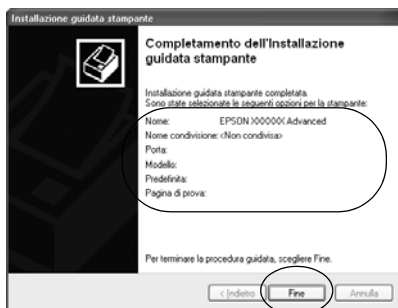 Installazione guidata stampante
Completamento dell'Installazione
guidata stampante
Installazione guidata stampante completata.
Sono state selezionate le seguenti opzioni per la stampante:
Nome: EPSON XXXXXX Advanced
Nome condivisione: <Non condivisa>
Porta:
Modello:
Predefinita:
Pagina di prova:
Per terminare la procedura guidata, scegliere Fine.
< Indietro Fine Annulla